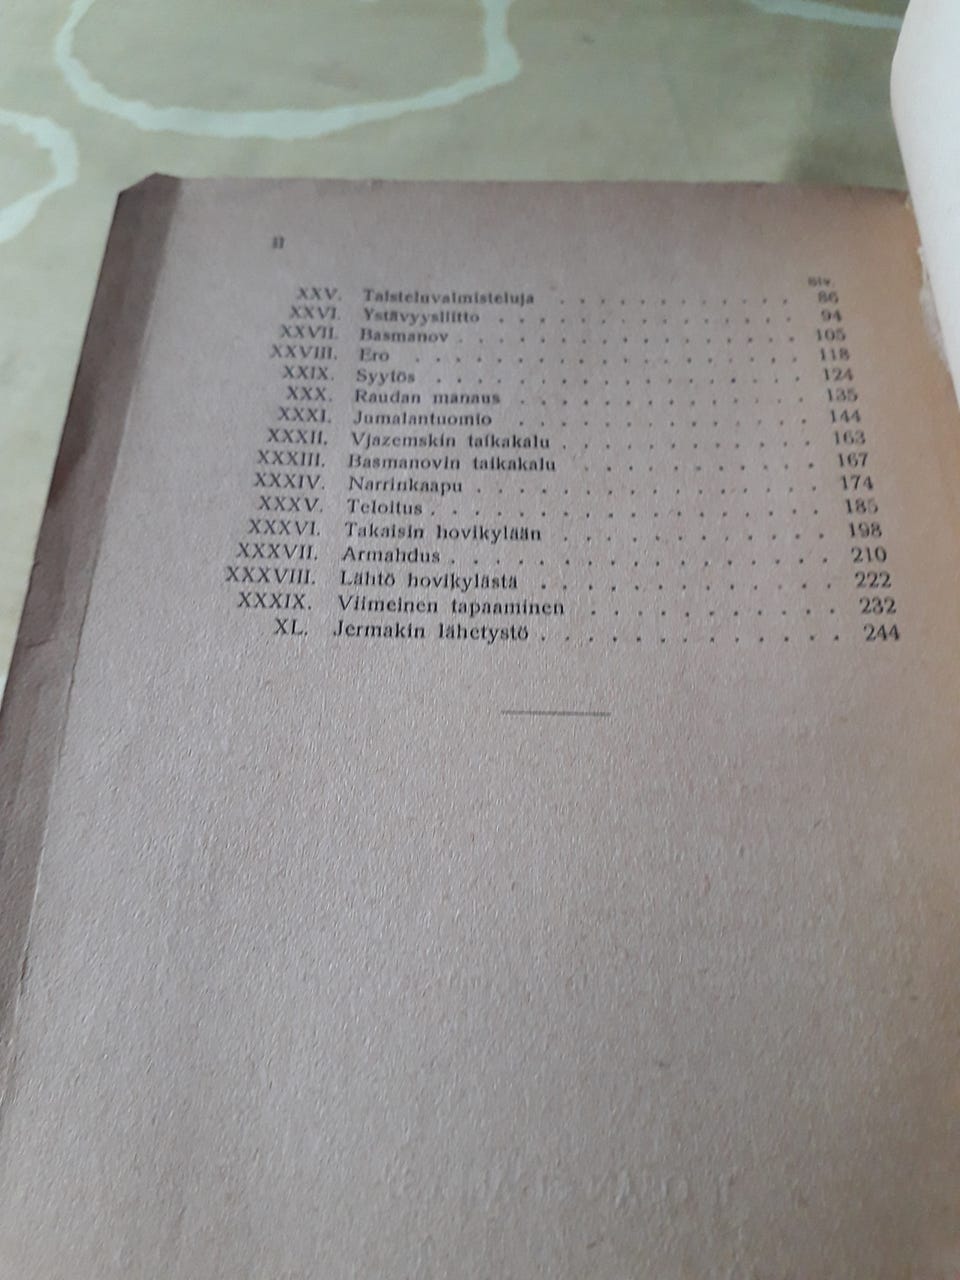 II
Siv.
XXV. Taisteluvalmisteluja . . . . . . . . . . . . 86
XXVI. Ystävyysliitto . . . . . . . . . . . . . . 94
XXVII. Basmanov . . . . . . . . . . . . . . . . 105
XXVIII. Ero . . . . . . . . . . . . . . . . . . 118
XXIX. Syytös . . . . . . . . . . . . . . . . . 124
XXX. Raudan manaus . . . . . . . . . . . . . . 135
XXXI. Jumalantuomio . . . . . . . . . . . . . . 144
XXXII. Vjazemskin taikakalu . . . . . . . . . . . 163
XXXIII. Basmanovin taikakalu . . . . . . . . . . 167
XXXIV. Narrinkaapu . . . . . . . . . . . . . . . 174
XXXV. Teloitus . . . . . . . . . . . . . . . . . 185
XXXVI. Takaisin hovikylään . . . . . . . . . . . 198
XXXVII. Armahdus . . . . . . . . . . . . . . . . 210
XXXVIII. Lähtö hovikylästä . . . . . . . . . . . 222
XXXIX. Viimeinen tapaaminen . . . . . . . . . . 232
XL. Jermakin lähetystö . . . . . . . . . . . . . 244